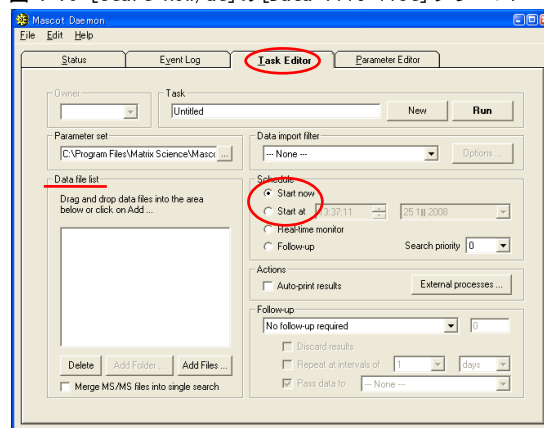 Mascot Daemon
File Edit Help
Status Event Log Task Editor Parameter Editor
Owner Task
Untitled New Run
Parameter set Data import filter
C:\Program Files\Matrix Science\Masc ... --- None --- Options ...
Data file list Schedule
Drag and drop data files into the area
below or click on Add ...
Start now
Start at 3:37:11 2008
Real-time monitor
Follow-up Search priority 0
Actions
Auto-print results External processes ...
Follow-up
No follow-up required 0
Discard results
Repeat at intervals of 1 days
Pass data to --- None ---
Delete Add Folder ... Add Files ...
Merge MS/MS files into single search